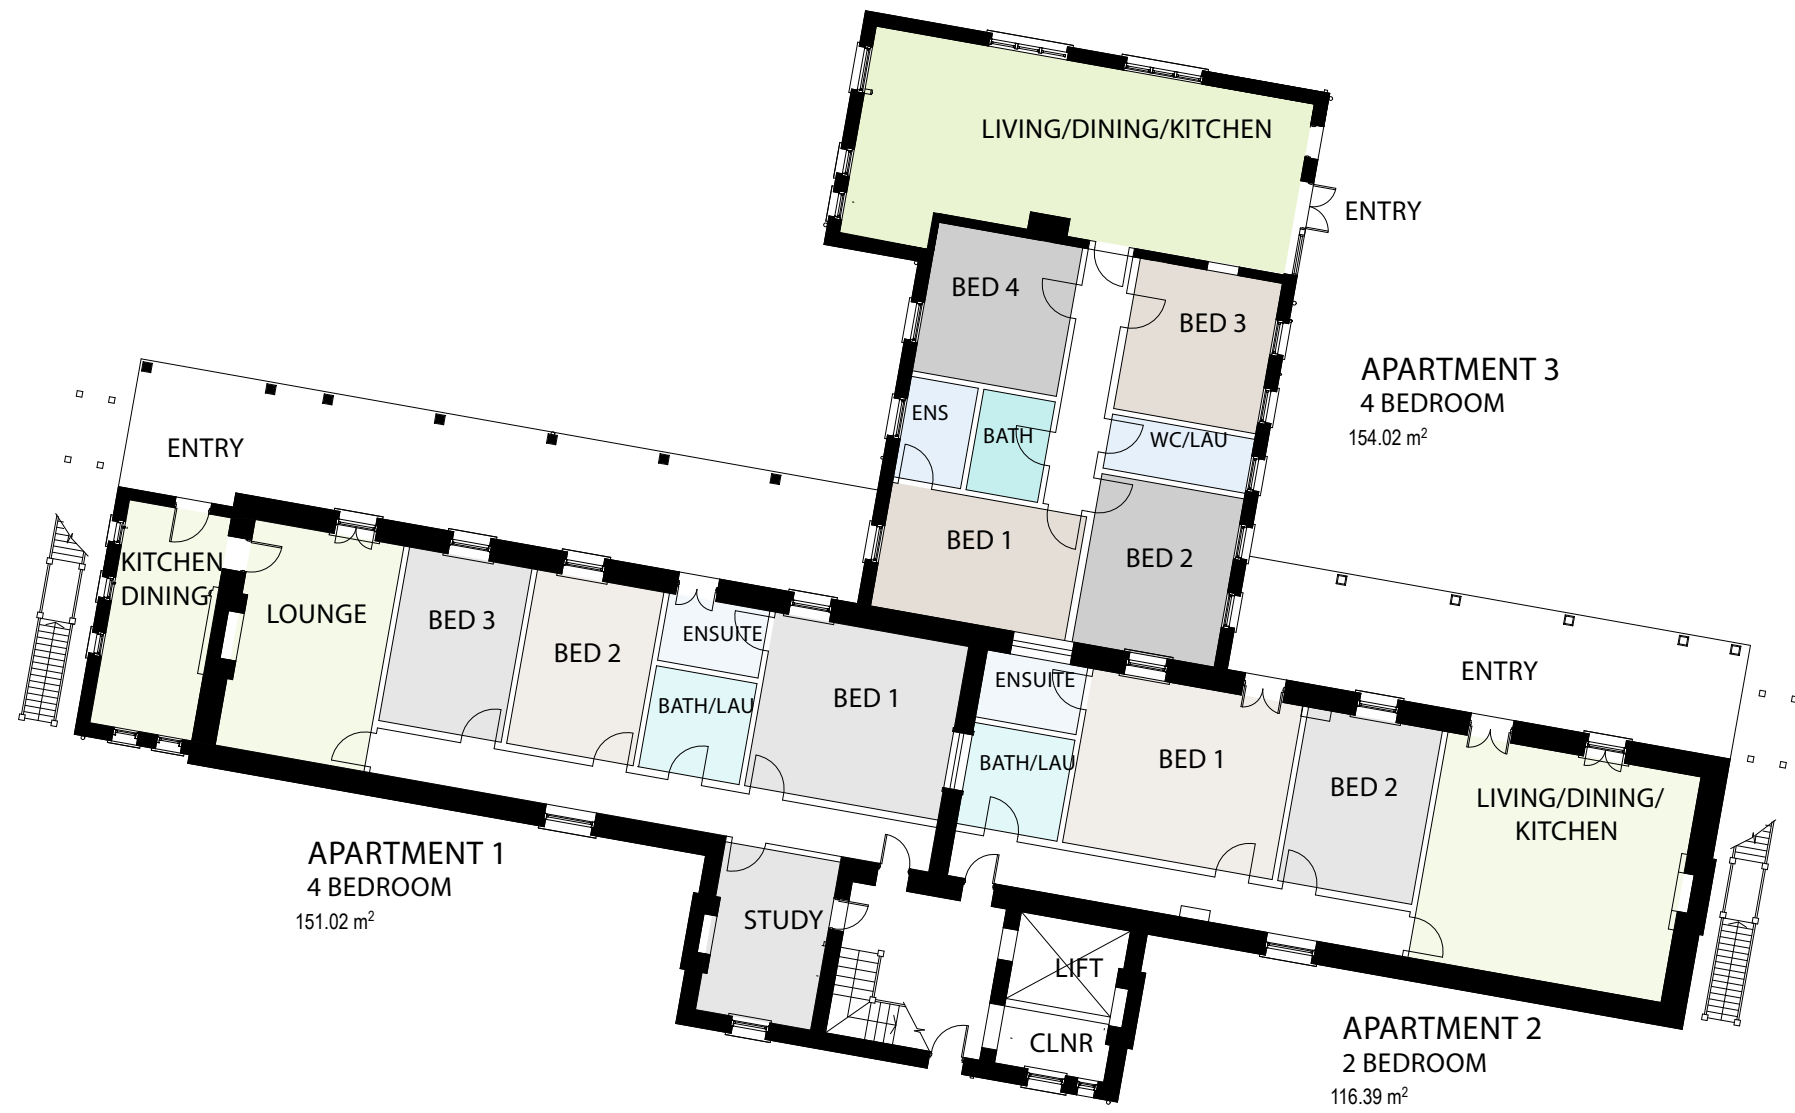 LIVING/DINING/KITCHEN
ENTRY
BED 4
BED 3
APARTMENT 3
4 BEDROOM
154.02 m²
ENS
BATH
WC/LAU
BED 1
BED 2
ENTRY
KITCHEN
DINING
LOUNGE
BED 3
BED 2
ENSUITE
BATH/LAU
BED 1
ENSUITE
BATH/LAU
BED 1
BED 2
ENTRY
LIVING/DINING/
KITCHEN
APARTMENT 1
4 BEDROOM
151.02 m²
STUDY
LIFT
CLNR
APARTMENT 2
2 BEDROOM
116.39 m²